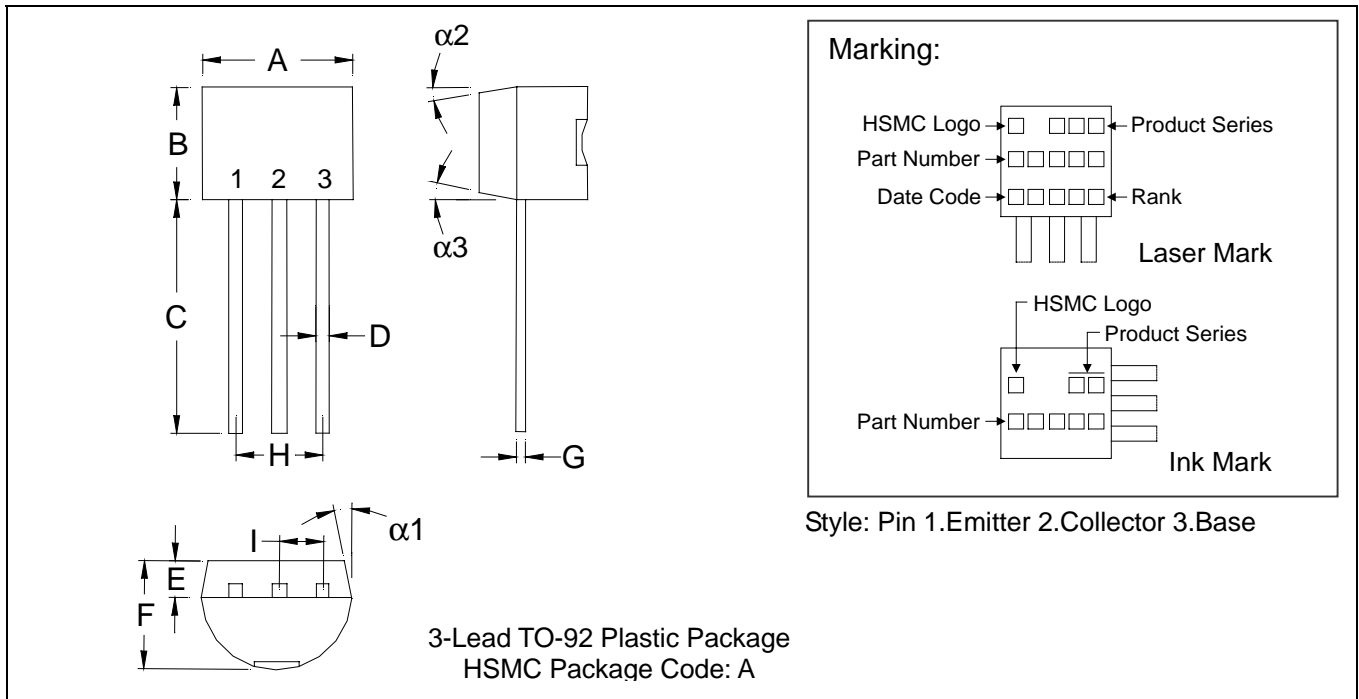 A
B
1 2 3
C
D
H
α2
α3
G
I
α1
E
F
3-Lead TO-92 Plastic Package
HSMC Package Code: A
Marking:
HSMC Logo
Product Series
Part Number
Date Code
Rank
Laser Mark
HSMC Logo
Product Series
Part Number
Ink Mark
Style: Pin 1.Emitter 2.Collector 3.Base